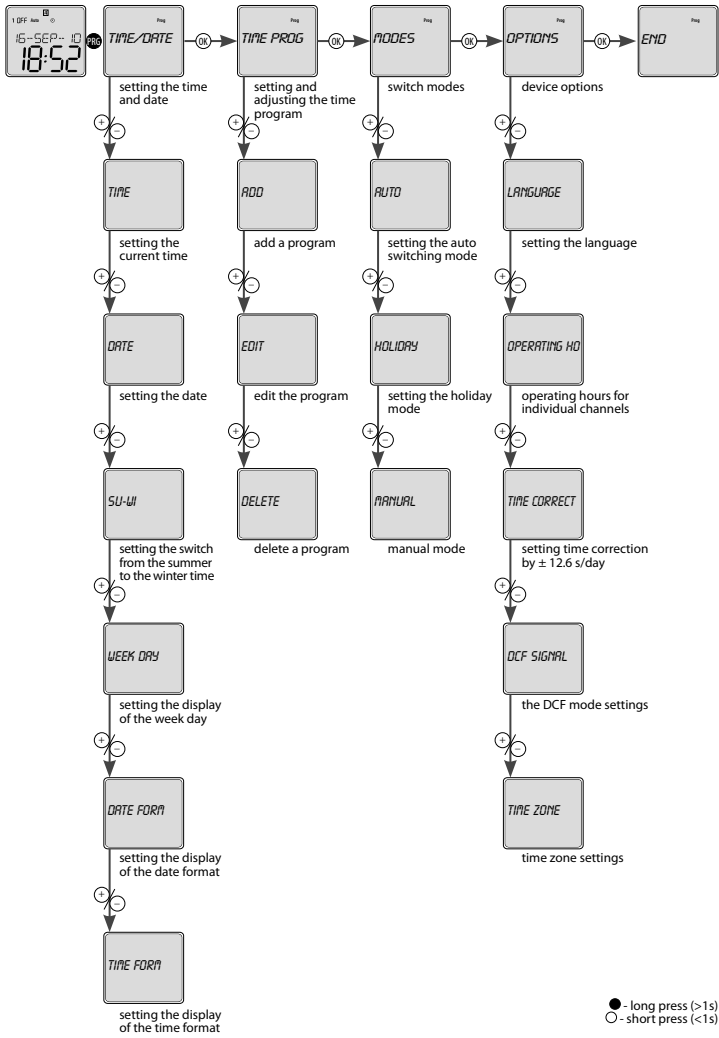 1 OFF Auto
16-SEP-- 10
18:52
PRG
Prog
TIME/DATE
OK
Prog
TIME PROG
OK
Prog
MODES
OK
Prog
OPTIONS
OK
Prog
END
setting the time
and date
setting and
adjusting the time
program
switch modes
device options
+
−
+
−
+
−
+
−
TIME
ADD
AUTO
LANGUAGE
setting the
current time
add a program
setting the auto
switching mode
setting the language
+
−
+
−
+
−
+
−
DATE
EDIT
HOLIDAY
OPERATING HO
setting the date
edit the program
setting the holiday
mode
operating hours for
individual channels
+
−
+
−
+
−
+
−
SU-WI
DELETE
MANUAL
TIME CORRECT
setting the switch
from the summer
to the winter time
delete a program
manual mode
setting time correction
by ± 12.6 s/day
+
−
+
−
WEEK DAY
DCF SIGNAL
setting the display
of the week day
the DCF mode settings
+
−
+
−
DATE FORM
TIME ZONE
setting the display
of the date format
time zone settings
+
−
TIME FORM
setting the display
of the time format
- long press (>1s)
- short press (<1s)